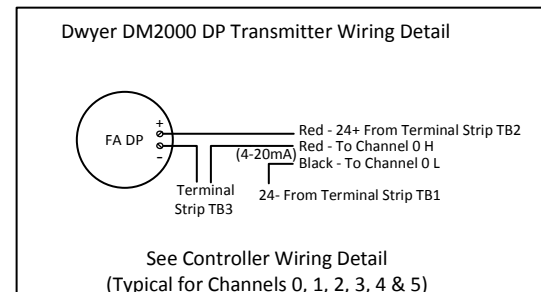 Dwyer DM2000 DP Transmitter Wiring Detail
+
FA DP
–
Red - 24+ From Terminal Strip TB2
Red - To Channel 0 H
(4-20mA)
Black - To Channel 0 L
Terminal
Strip TB3
24- From Terminal Strip TB1
See Controller Wiring Detail
(Typical for Channels 0, 1, 2, 3, 4 & 5)